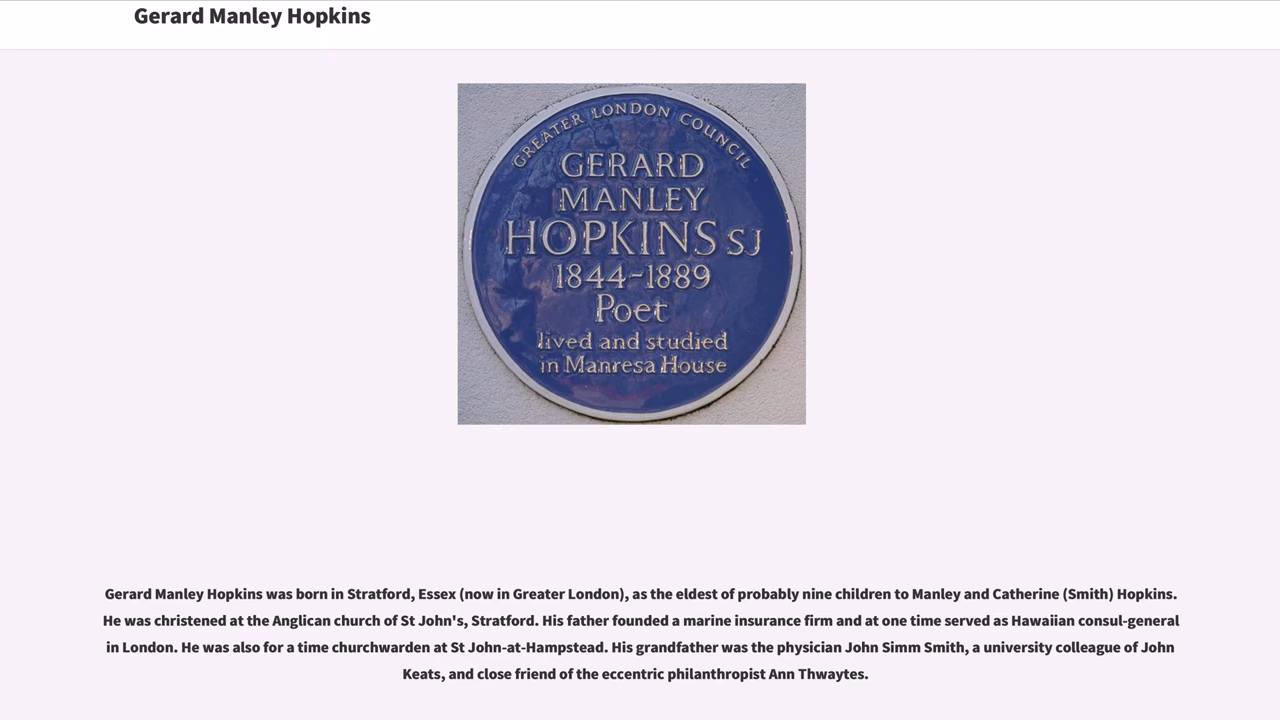 Gerard Manley Hopkins
GREATER LONDON COUNCIL
GERARD
MANLEY
HOPKINS SJ
1844-1889
Poet
lived and studied
in Manresa House
Gerard Manley Hopkins was born in Stratford, Essex (now in Greater London), as the eldest of probably nine children to Manley and Catherine (Smith) Hopkins.
He was christened at the Anglican church of St John's, Stratford. His father founded a marine insurance firm and at one time served as Hawaiian consul-general
in London. He was also for a time churchwarden at St John-at-Hampstead. His grandfather was the physician John Simm Smith, a university colleague of John
Keats, and close friend of the eccentric philanthropist Ann Thwaytes.